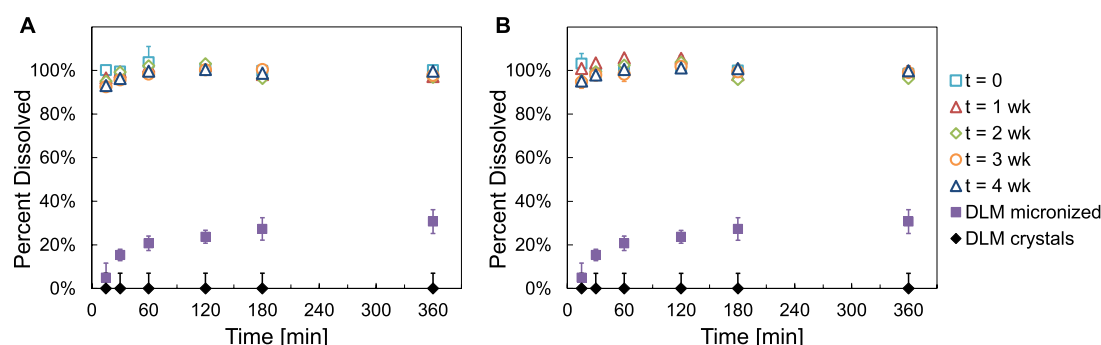 A
B
Percent Dissolved
100%
80%
60%
40%
20%
0%
0 60 120 180 240 300 360
Time [min]
Percent Dissolved
100%
80%
60%
40%
20%
0%
0 60 120 180 240 300 360
Time [min]
t = 0
t = 1 wk
t = 2 wk
t = 3 wk
t = 4 wk
DLM micronized
DLM crystals